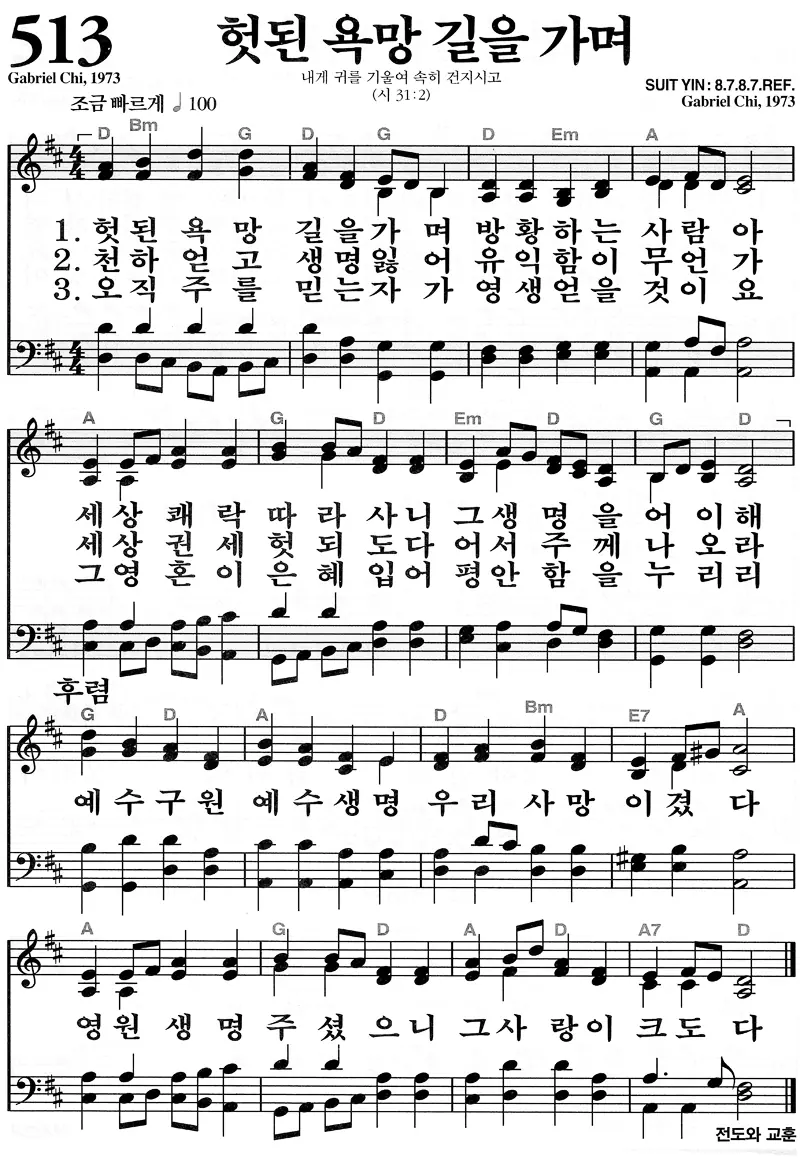 513 헛된 욕망 길을 가며
Gabriel Chi, 1973
내게 귀를 기울여 속히 건지시고
(시 31:2)
SUIT YIN: 8.7.8.7.REF.
Gabriel Chi, 1973
조금 빠르게 ♩100
D Bm G D G D Em A
4 4
1. 헛 된 욕 망 길 을 가 며 방 황 하 는 사 람 아
2. 천 하 얻 고 생 명 잃 어 유 익 함 이 무 언 가
3. 오 직 주 를 믿 는 자 가 영 생 얻 을 것 이 요
4 4
A G D Em D G D
세 상 쾌 락 따 라 사 니 그 생 명 을 어 이 해
세 상 권 세 헛 되 도 다 어 서 주 께 나 오 라
그 영 혼 이 은 혜 입 어 평 안 함 을 누 리 리
후렴
G D A D Bm E7 A
예 수 구 원 예 수 생 명 우 리 사 망 이 겼 다
A G D A D A7 D
영 원 생 명 주 셨 으 니 그 사 랑 이 크 도 다
전도와 교훈